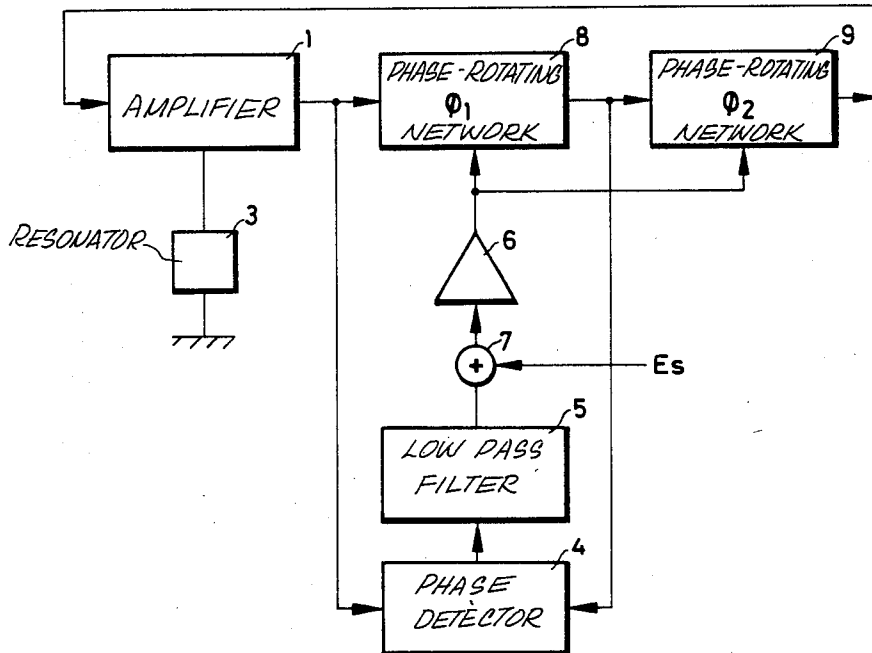 1
AMPLIFIER
8
PHASE-ROTATING
Φ1
NETWORK
9
PHASE-ROTATING
Φ2
NETWORK
3
RESONATOR
6
7
+
Es
5
LOW PASS
FILTER
4
PHASE
DETECTOR